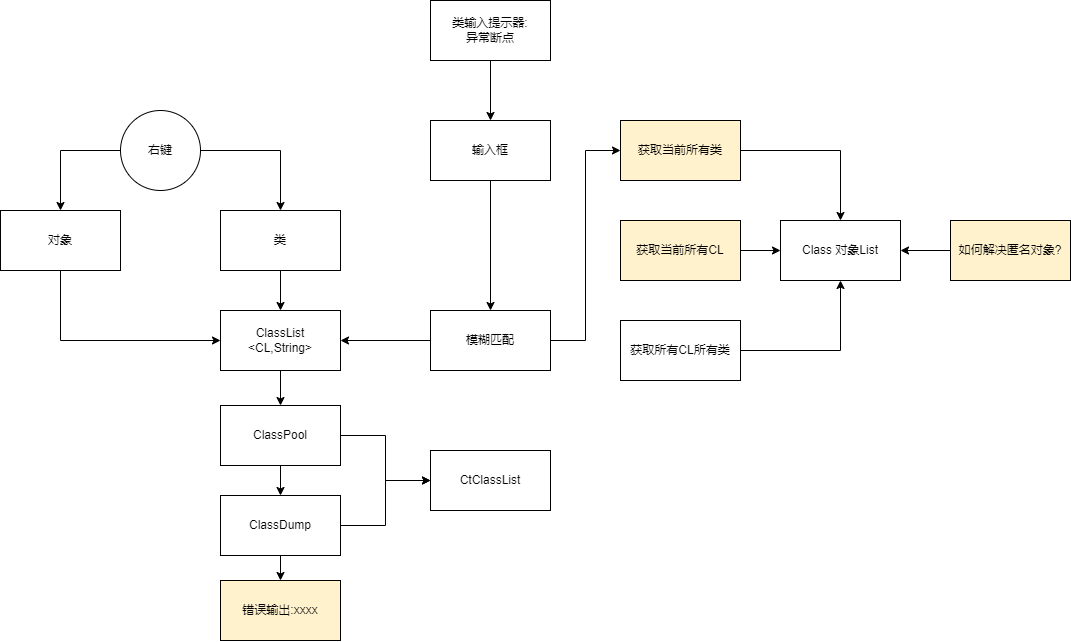 类输入提示器:
异常断点
右键
输入框
获取当前所有类
对象
类
获取当前所有CL
Class 对象List
如何解决匿名对象?
ClassList
<CL,String>
模糊匹配
获取所有CL所有类
ClassPool
CtClassList
ClassDump
错误输出:xxxx